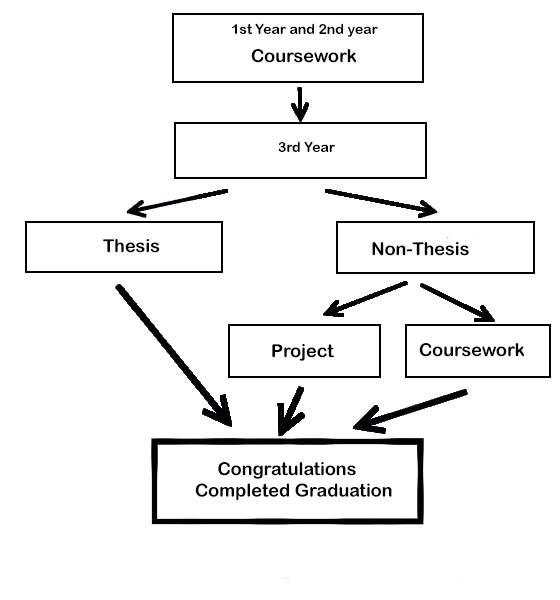 1st Year and 2nd year
Coursework
3rd Year
Thesis
Non-Thesis
Project
Coursework
Congratulations
Completed Graduation